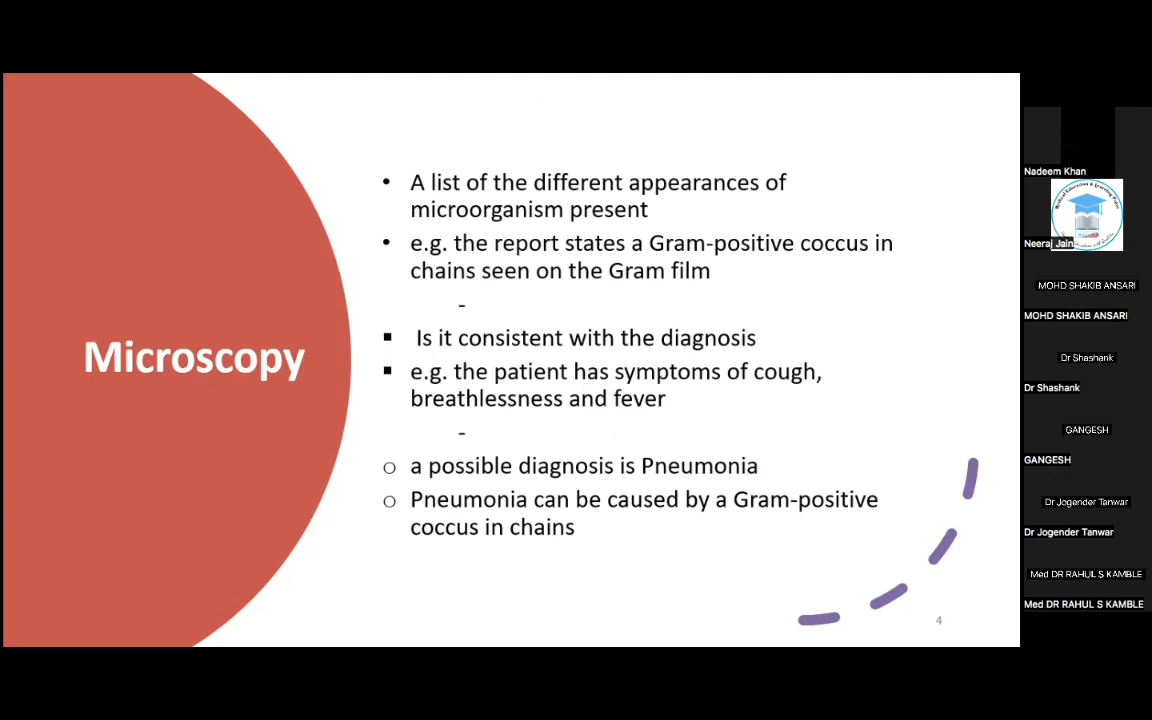 • A list of the different appearances of
microorganism present
• e.g. the report states a Gram-positive coccus in
chains seen on the Gram film
-
▪ Is it consistent with the diagnosis
▪ e.g. the patient has symptoms of cough,
breathlessness and fever
-
o a possible diagnosis is Pneumonia
o Pneumonia can be caused by a Gram-positive
coccus in chains
Microscopy
4
Nadeem Khan
Neeraj Jain
MOHD SHAKIB ANSARI
MOHD SHAKIB ANSARI
Dr Shashank
Dr Shashank
GANGESH
GANGESH
Dr Jogender Tanwar
Dr Jogender Tanwar
Med DR RAHUL S KAMBLE
Med DR RAHUL S KAMBLE